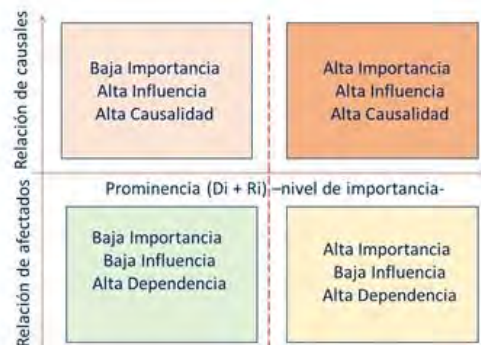 Relación de causales
Baja Importancia
Alta Influencia
Alta Causalidad
Alta Importancia
Alta Influencia
Alta Causalidad
Prominencia (Di + Ri) –nivel de importancia-
Relación de afectados
Baja Importancia
Baja Influencia
Alta Dependencia
Alta Importancia
Baja Influencia
Alta Dependencia